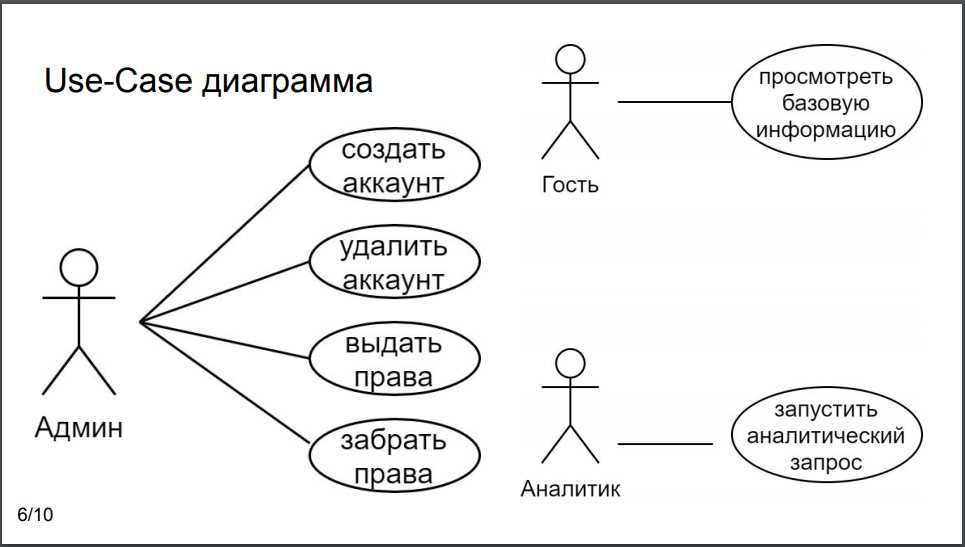 Use-Case диаграмма
создать
аккаунт
удалить
аккаунт
выдать
права
забрать
права
Админ
просмотреть
базовую
информацию
Гость
запустить
аналитический
запрос
Аналитик
6/10